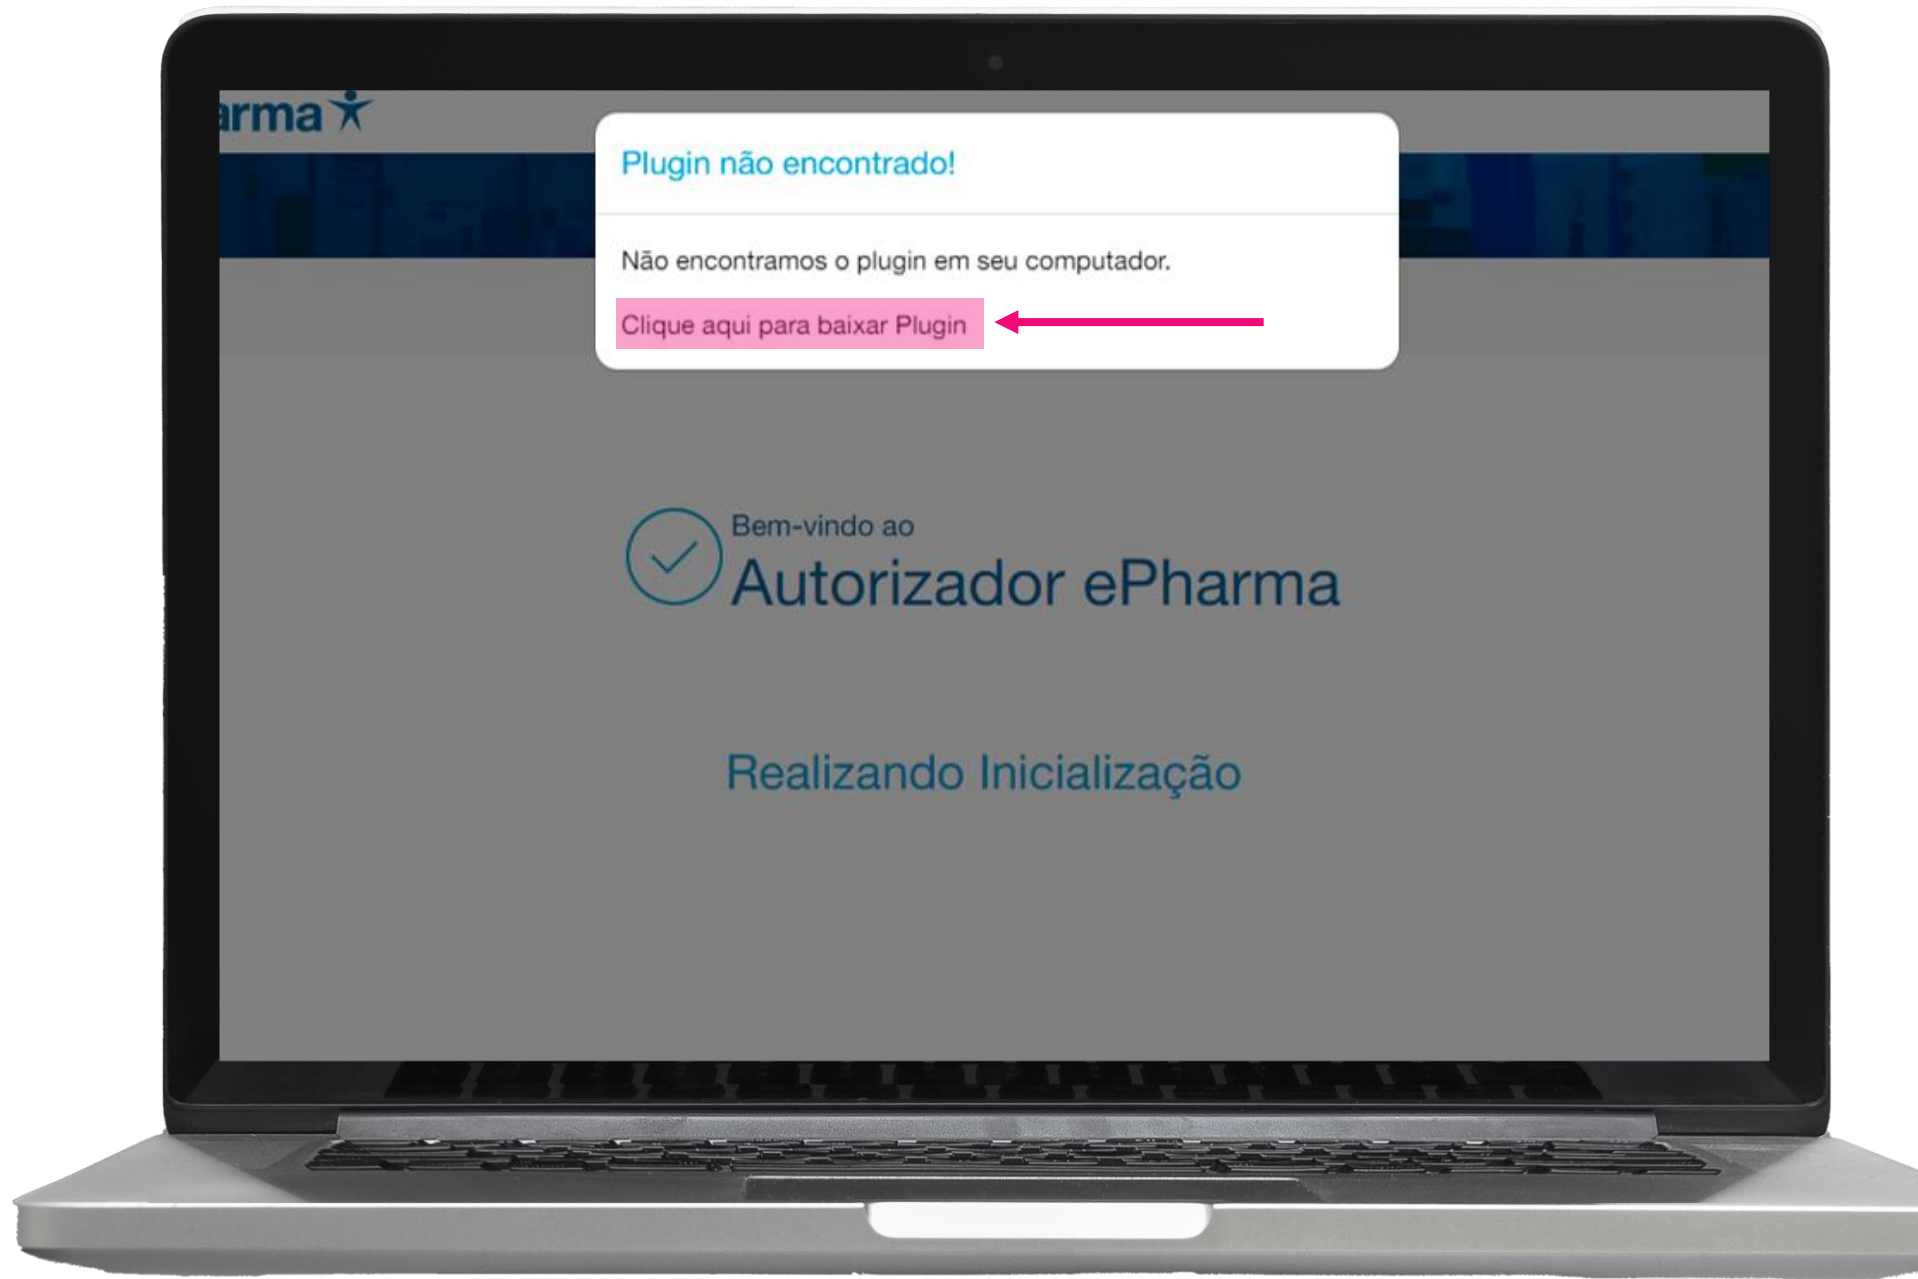 arma
Plugin não encontrado!
Não encontramos o plugin em seu computador.
Clique aqui para baixar Plugin
Bem-vindo ao
Autorizador ePharma
Realizando Inicialização